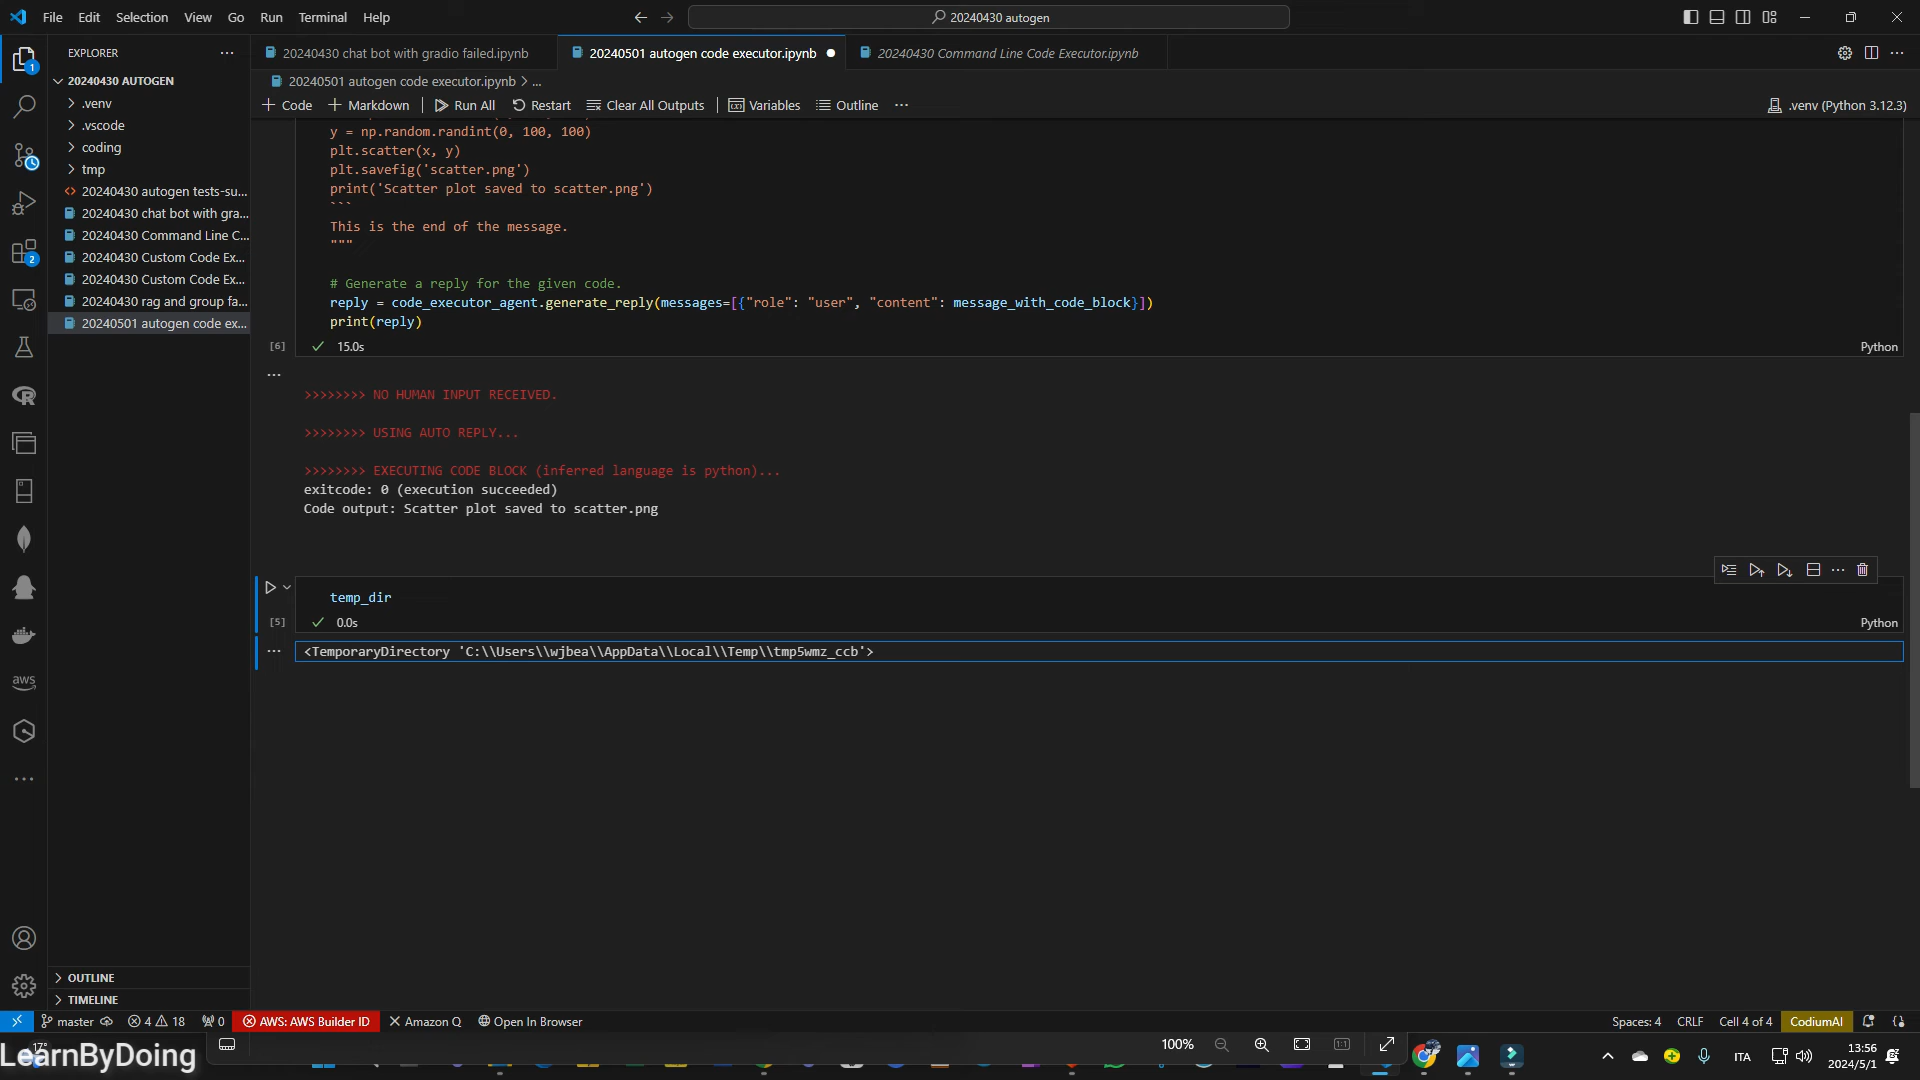 File Edit Selection View Go Run Terminal Help
20240430 autogen
EXPLORER
20240430 chat bot with gradio failed.ipynb
20240501 autogen code executor.ipynb
20240430 Command Line Code Executor.ipynb
20240430 AUTOGEN
20240501 autogen code executor.ipynb > ...
.venv
Code Markdown Run All Restart Clear All Outputs Variables Outline ...
.venv (Python 3.12.3)
.vscode
coding
tmp
20240430 autogen tests-su...
20240430 chat bot with gra...
20240430 Command Line C...
20240430 Custom Code Ex...
20240430 Custom Code Ex...
20240430 rag and group fa...
20240501 autogen code ex...
y = np.random.randint(0, 100, 100)
plt.scatter(x, y)
plt.savefig('scatter.png')
print('Scatter plot saved to scatter.png')
```
This is the end of the message.
"""
# Generate a reply for the given code.
reply = code_executor_agent.generate_reply(messages=[{"role": "user", "content": message_with_code_block}])
print(reply)
[6] 15.0s Python
...
>>>>>>>> NO HUMAN INPUT RECEIVED.
>>>>>>>> USING AUTO REPLY...
>>>>>>>> EXECUTING CODE BLOCK (inferred language is python)...
exitcode: 0 (execution succeeded)
Code output: Scatter plot saved to scatter.png
temp_dir
[5] 0.0s Python
... <TemporaryDirectory 'C:\\Users\\wjbea\\AppData\\Local\\Temp\\tmp5wmz_ccb'>
1
2
aws
OUTLINE
TIMELINE
master 4 18 0 AWS: AWS Builder ID Amazon Q Open In Browser
Spaces: 4 CRLF Cell 4 of 4 CodiumAI
17°
LearnByDoing
100%
1:1
ITA
13:56
2024/5/1